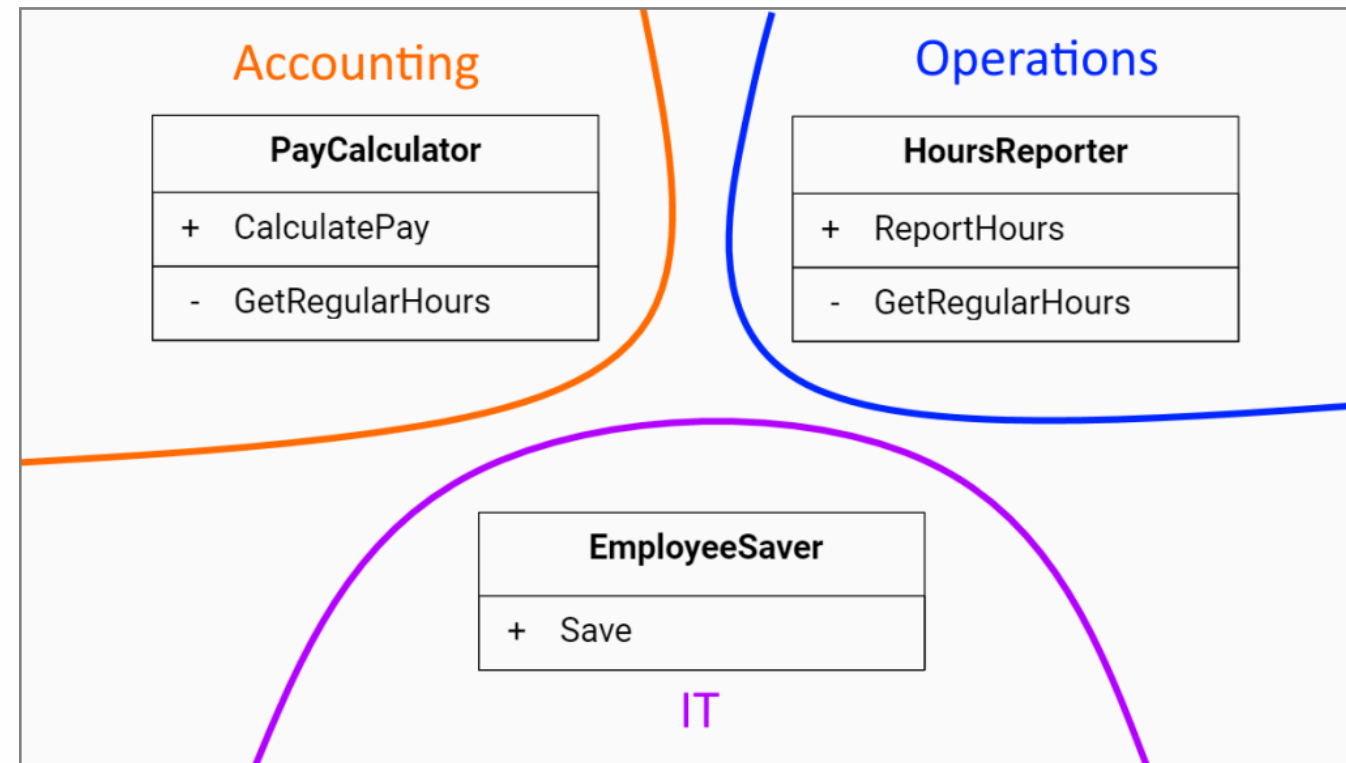 Accounting
PayCalculator
+ CalculatePay
- GetRegularHours
Operations
HoursReporter
+ ReportHours
- GetRegularHours
EmployeeSaver
+ Save
IT